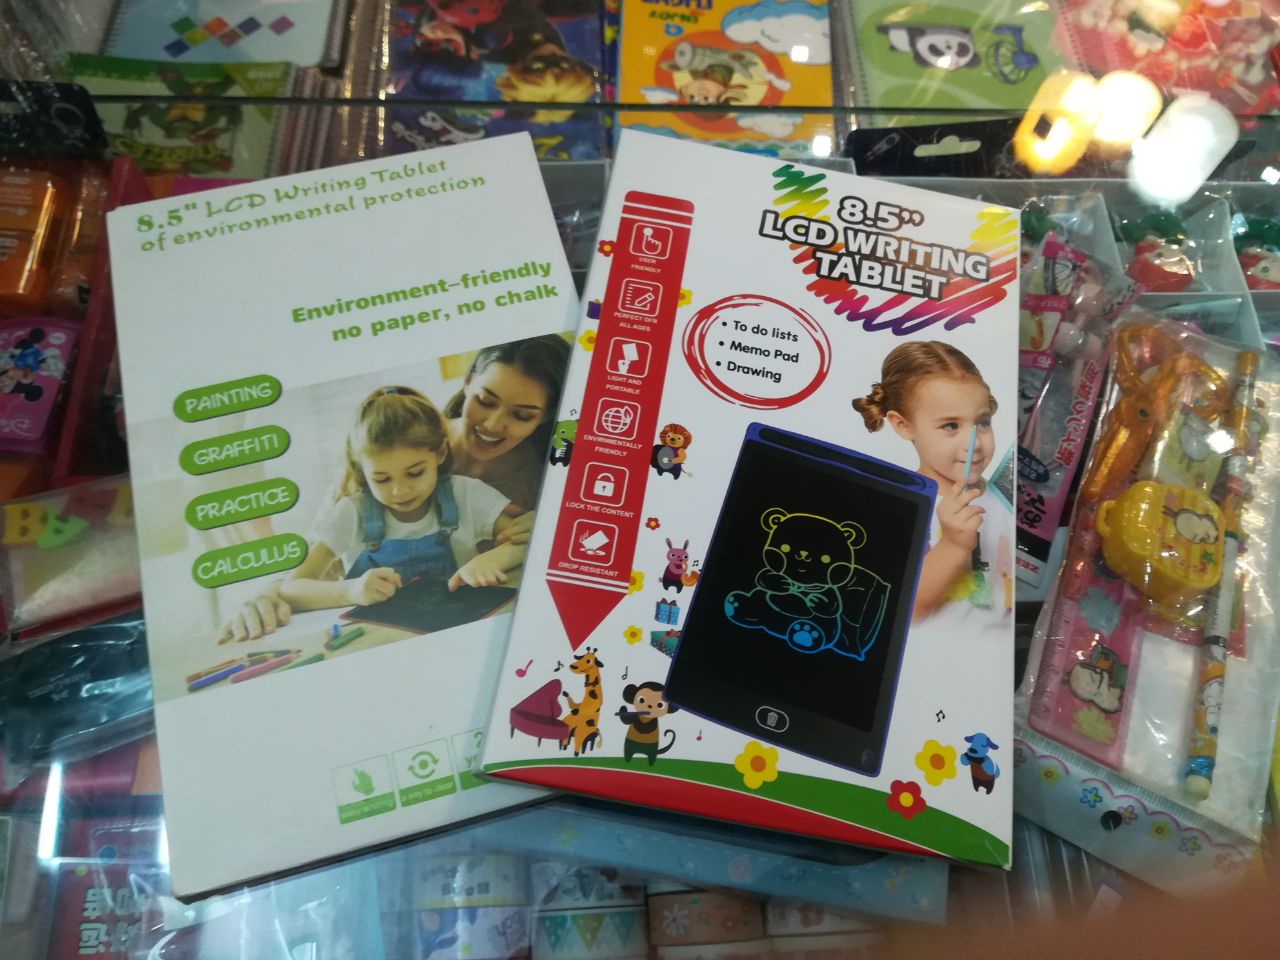 8.5" LCD Writing Tablet
of environmental protection
Environment-friendly
no paper, no chalk
PAINTING
GRAFFITI
PRACTICE
CALCULUS
8.5”
LCD WRITING
TABLET
USER
FRIENDLY
PERFECT OFR
ALL AGES
LIGHT AND
PORTABLE
ENVIRNMENTALLY
FRIENDLY
LOCK THE CONTENT
DROP RESISTANT
• To do lists
• Memo Pad
• Drawing